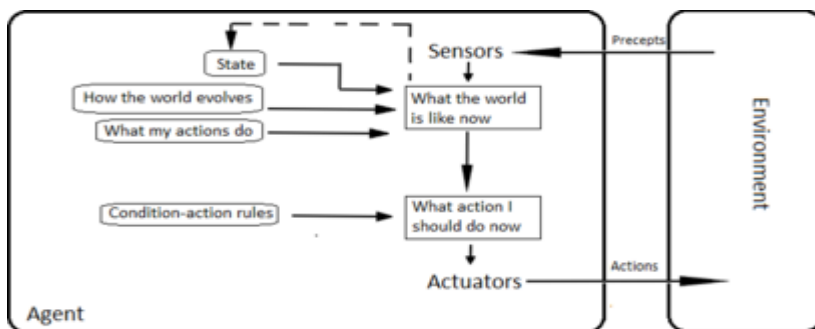 Sensors
Precepts
State
How the world evolves
What the world
is like now
What my actions do
Environment
Condition-action rules
What action I
should do now
Actuators
Actions
Agent